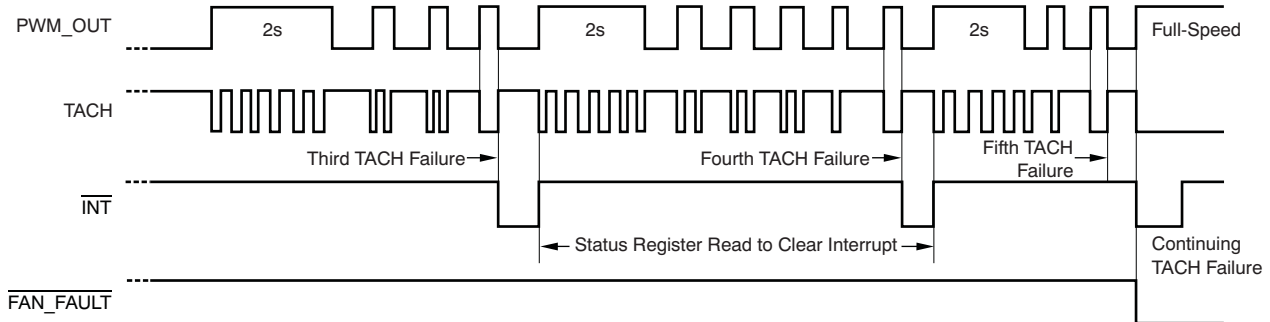 PWM_OUT
2s
2s
2s
Full-Speed
TACH
Third TACH Failure
Fourth TACH Failure
Fifth TACH
Failure
INT
Status Register Read to Clear Interrupt
Continuing
TACH Failure
FAN_FAULT